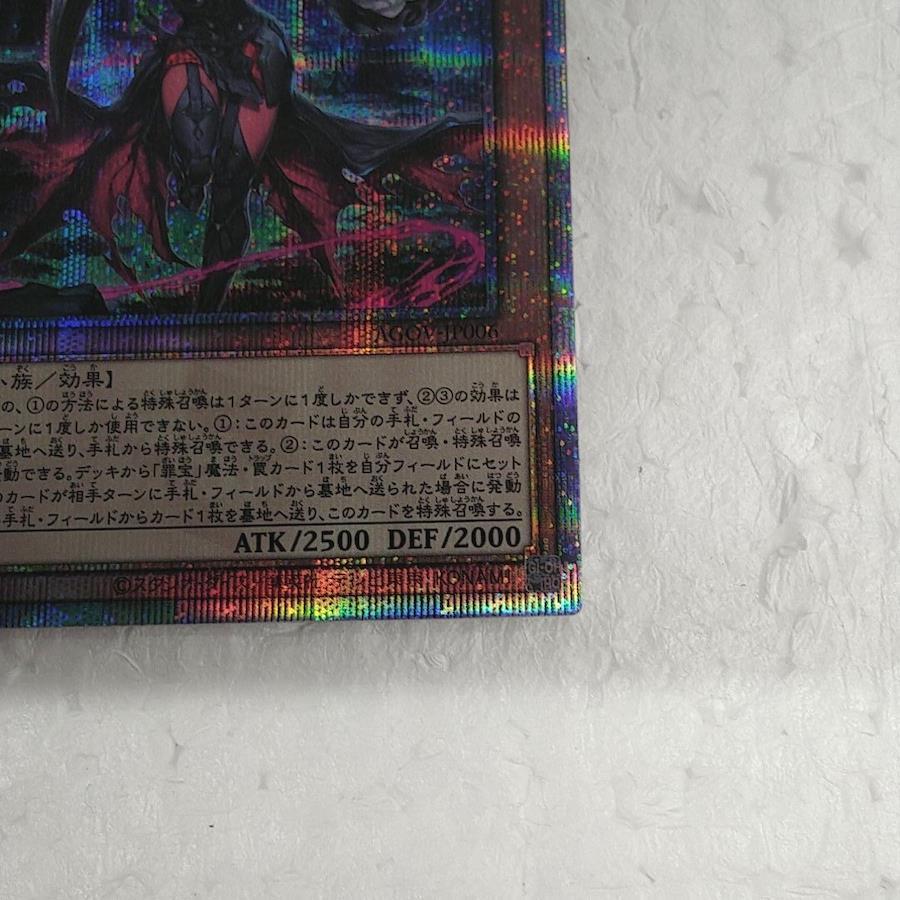 AGOV-JP006
族／効果】
の、①の方法による特殊召喚は1ターンに1度しかできず、②③の効果は
ーンに1度しか使用できない。①：このカードは自分の手札・フィールドの
墓地へ送り、手札から特殊召喚できる。②：このカードが召喚・特殊召喚
動できる。デッキから「罪宝」魔法・罠カード1枚を自分フィールドにセット
カードが相手ターンに手札・フィールドから墓地へ送られた場合に発動
手札・フィールドからカード1枚を墓地へ送り、このカードを特殊召喚する。
ATK/2500 DEF/2000
KONAMI